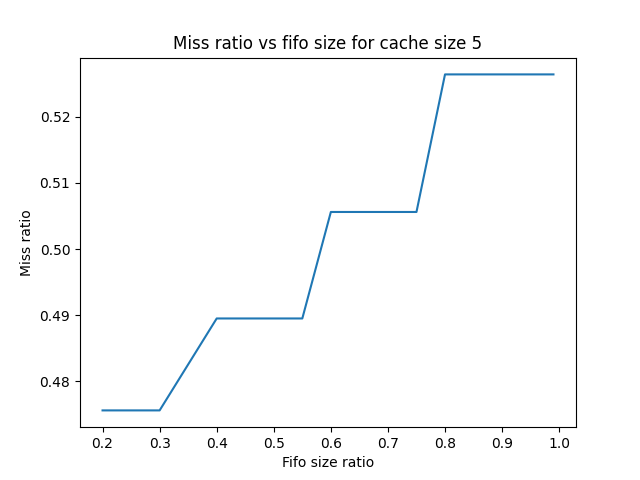 Miss ratio vs fifo size for cache size 5
0.52
0.51
0.50
0.49
0.48
Miss ratio
0.2 0.3 0.4 0.5 0.6 0.7 0.8 0.9 1.0
Fifo size ratio